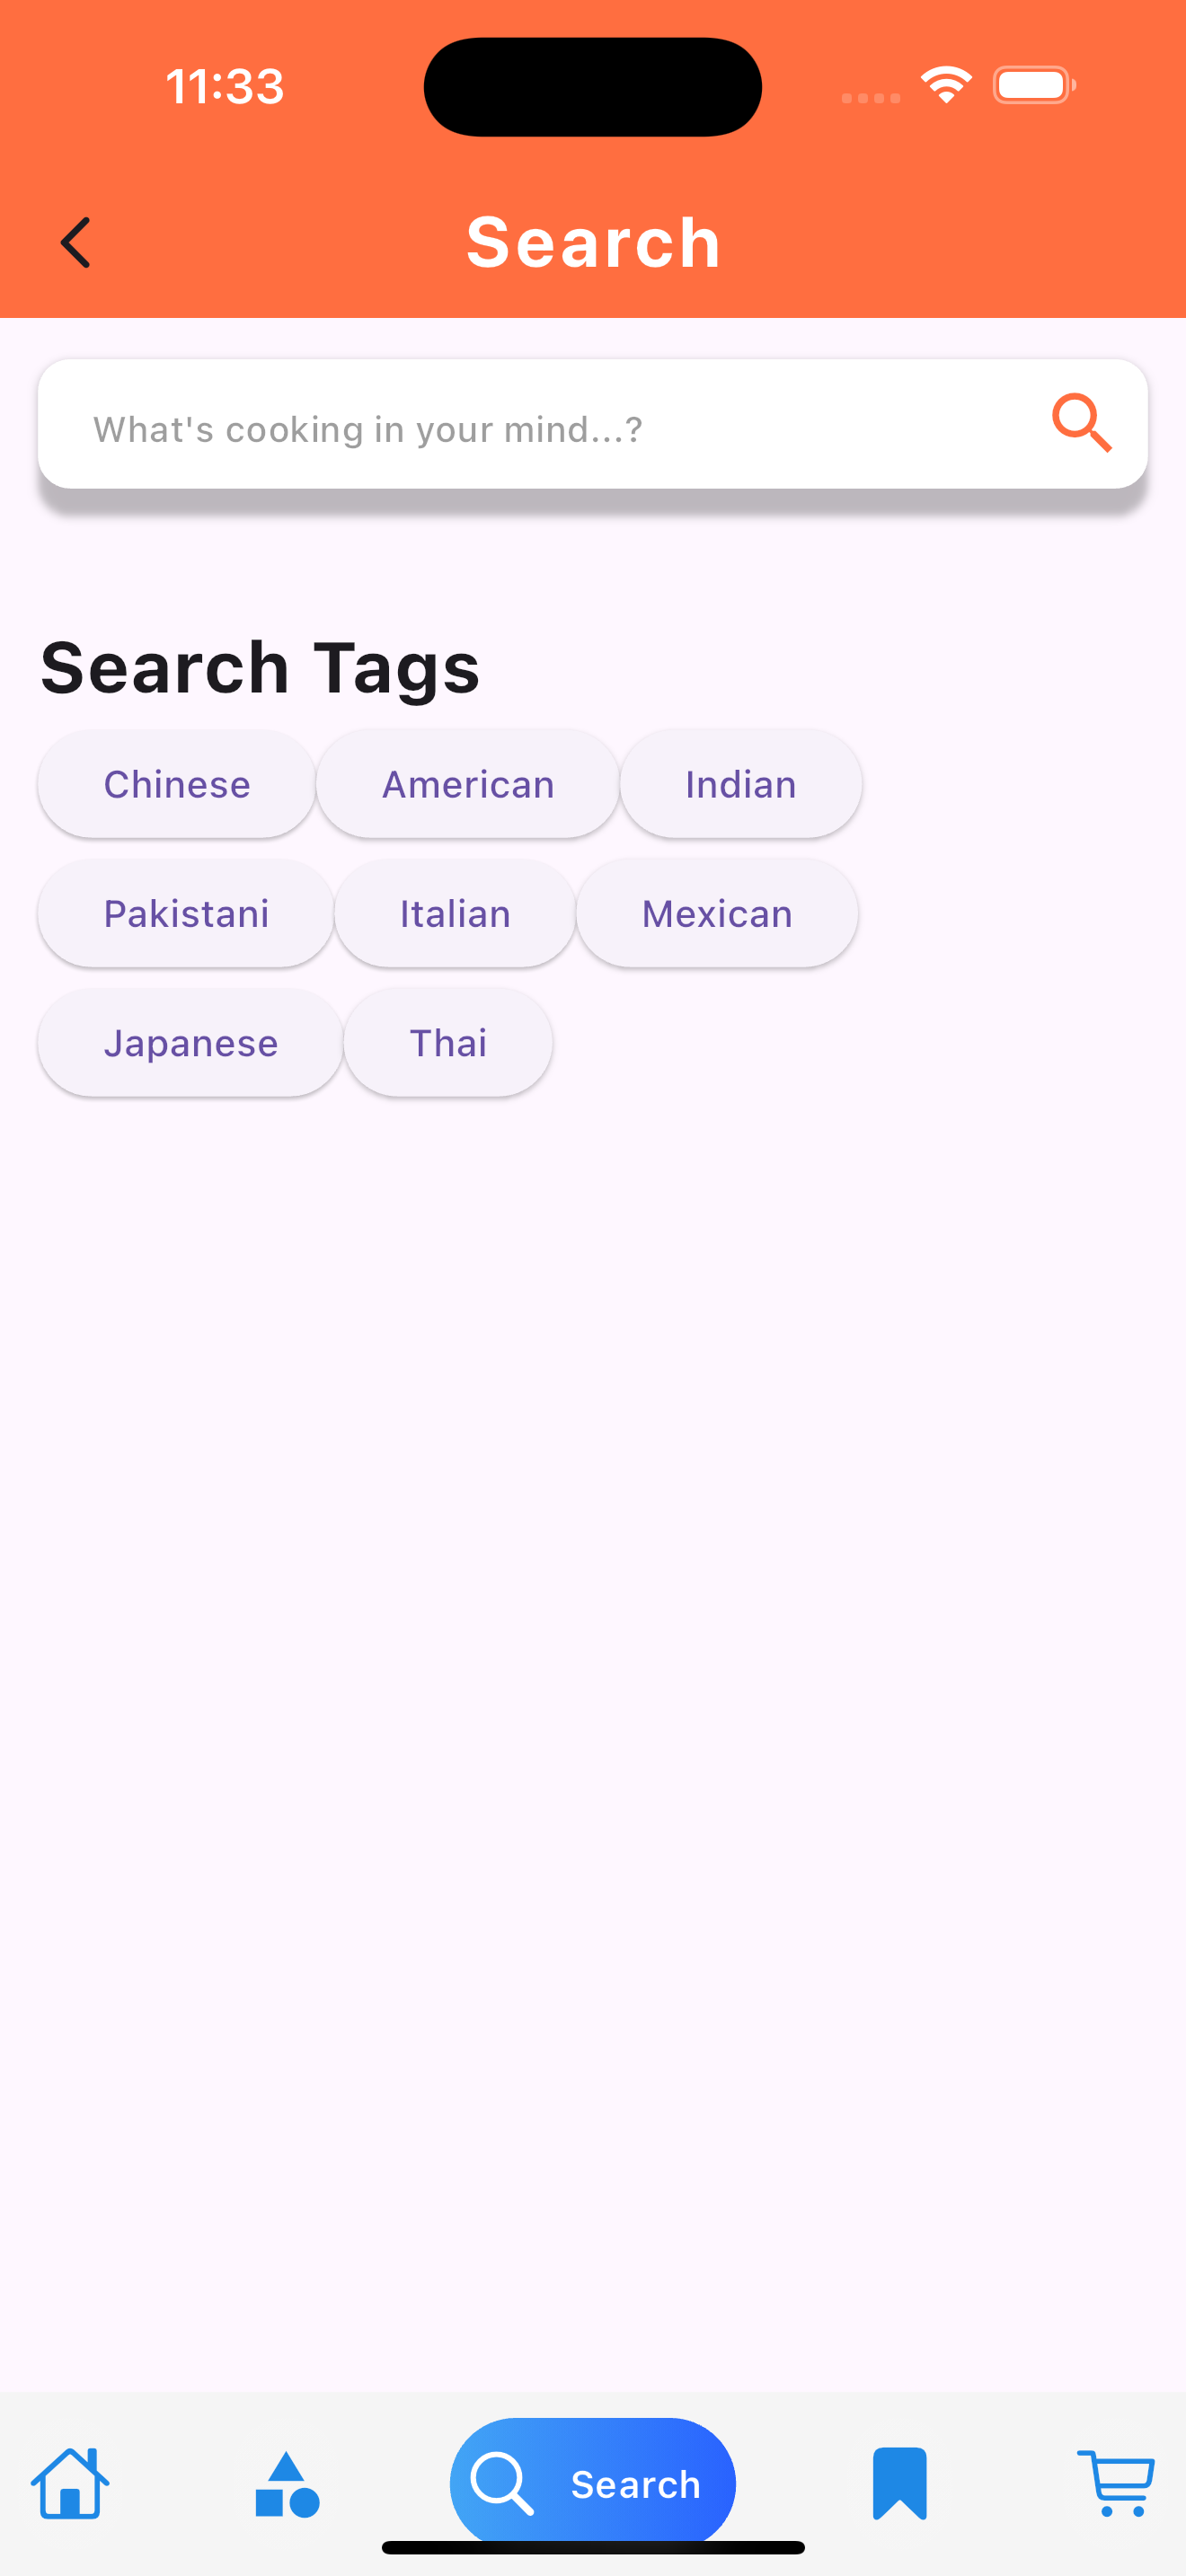 11:33
Search
What's cooking in your mind...?
Search Tags
Chinese American Indian
Pakistani Italian Mexican
Japanese Thai
Search